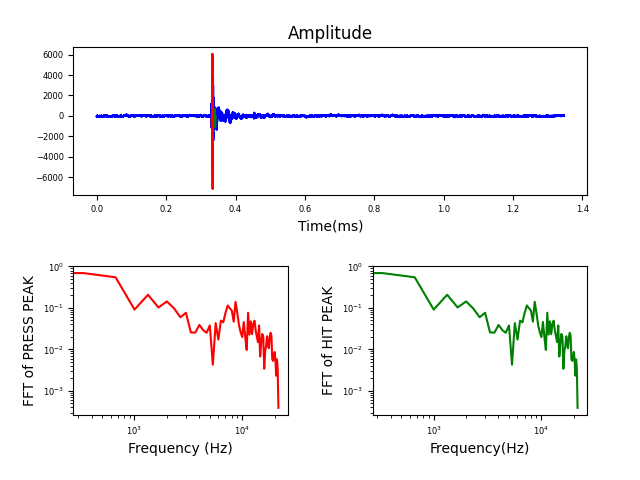 Amplitude
6000
4000
2000
0
−2000
−4000
−6000
0.0 0.2 0.4 0.6 0.8 1.0 1.2 1.4
Time(ms)
FFT of PRESS PEAK
10⁰
10⁻¹
10⁻²
10⁻³
10³ 10⁴
Frequency (Hz)
FFT of HIT PEAK
10⁰
10⁻¹
10⁻²
10⁻³
10³ 10⁴
Frequency(Hz)